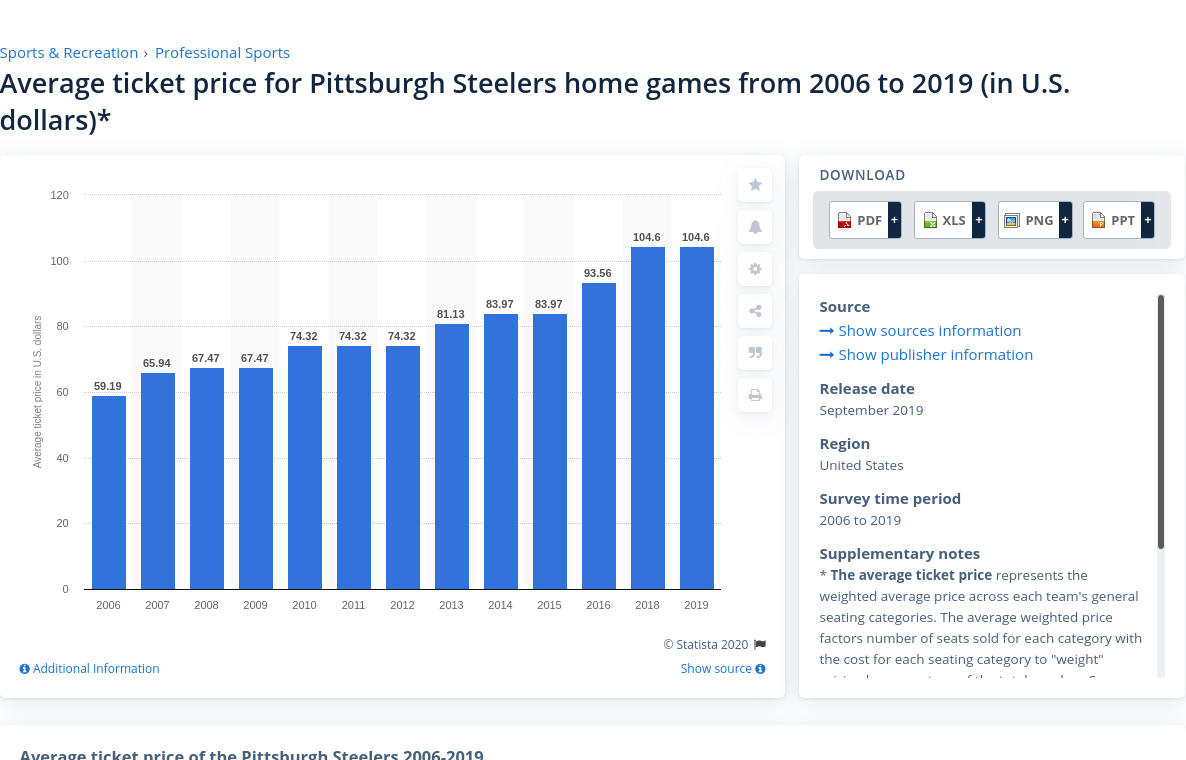 Sports & Recreation › Professional Sports
Average ticket price for Pittsburgh Steelers home games from 2006 to 2019 (in U.S.
dollars)*
120
100
80
60
40
20
0
Average ticket price in U.S. dollars
59.19
65.94
67.47
67.47
74.32
74.32
74.32
81.13
83.97
83.97
93.56
104.6
104.6
2006 2007 2008 2009 2010 2011 2012 2013 2014 2015 2016 2018 2019
© Statista 2020
Additional Information
Show source
DOWNLOAD
PDF + XLS + PNG + PPT +
Source
Show sources information
Show publisher information
Release date
September 2019
Region
United States
Survey time period
2006 to 2019
Supplementary notes
* The average ticket price represents the
weighted average price across each team's general
seating categories. The average weighted price
factors number of seats sold for each category with
the cost for each seating category to "weight"
Average ticket price of the Pittsburgh Steelers 2006-2019